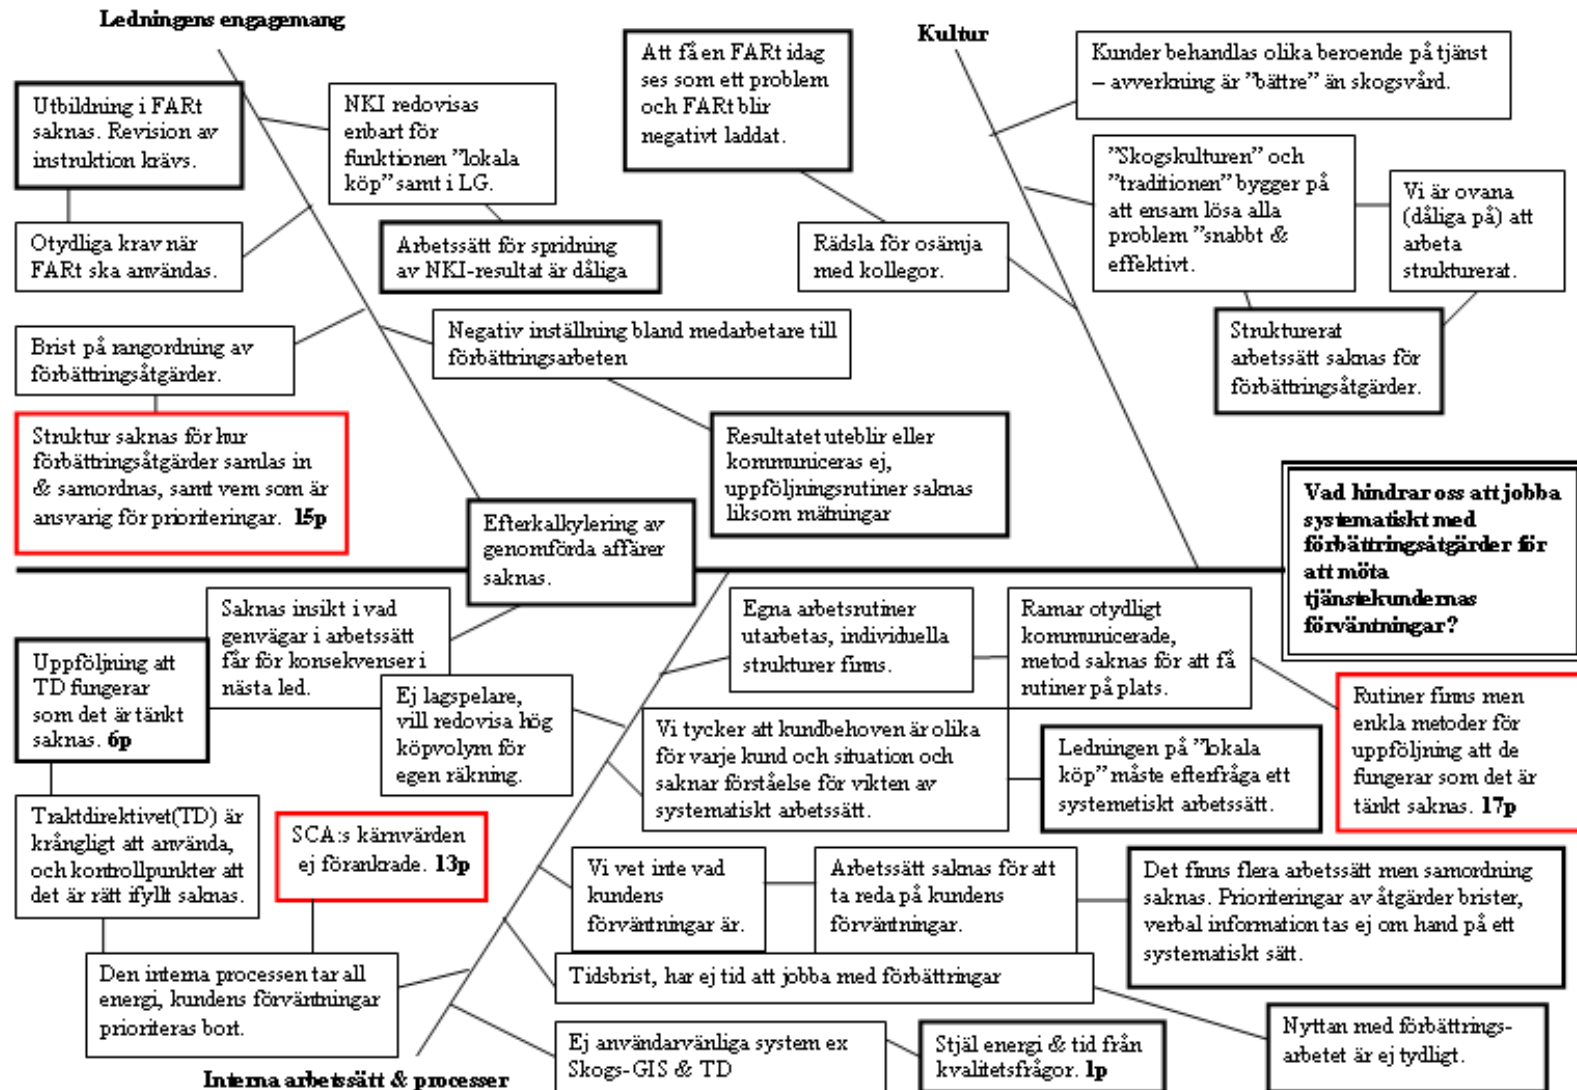 Ledningens engagemang
Kultur
Utbildning i FARt
saknas. Revision av
instruktion krävs.
NKI redovisas
enbart för
funktionen ”lokala
köp” samt i LG.
Att få en FARt idag
ses som ett problem
och FARt blir
negativt laddat.
Kunder behandlas olika beroende på tjänst
– avverkning är ”bättre” än skogsvård.
”Skogskulturen” och
”traditionen” bygger på
att ensam lösa alla
problem ”snabbt &
effektivt.
Vi är ovana
(dåliga på) att
arbeta
strukturerat.
Otydliga krav när
FARt ska användas.
Arbetssätt för spridning
av NKI-resultat är dåliga
Rädsla för osämja
med kollegor.
Strukturerat
arbetssätt saknas för
förbättringsåtgärder.
Brist på rangordning av
förbättringsåtgärder.
Negativ inställning bland medarbetare till
förbättringsarbeten
Struktur saknas för hur
förbättringsåtgärder samlas in
& samordnas, samt vem som är
ansvarig för prioriteringar. 15p
Resultatet uteblir eller
kommuniceras ej,
uppföljningsrutiner saknas
liksom mätningar
Efterkalkylering av
genomförda affärer
saknas.
Vad hindrar oss att jobba
systematiskt med
förbättringsåtgärder för
att möta
tjänstekundernas
förväntningar?
Saknas insikt i vad
genvägar i arbetssätt
får för konsekvenser i
nästa led.
Egna arbetsrutiner
utarbetas, individuella
strukturer finns.
Ramar otydligt
kommunicerade,
metod saknas för att få
rutiner på plats.
Uppföljning att
TD fungerar
som det är tänkt
saknas. 6p
Ej lagspelare,
vill redovisa hög
köpvolym för
egen räkning.
Rutiner finns men
enkla metoder för
uppföljning att de
fungerar som det är
tänkt saknas. 17p
Vi tycker att kundbehoven är olika
för varje kund och situation och
saknar förståelse för vikten av
systematiskt arbetssätt.
Ledningen på ”lokala
köp” måste efterfråga ett
systemetiskt arbetssätt.
Traktdirektivet(TD) är
krångligt att använda,
och kontrollpunkter att
det är rätt ifyllt saknas.
SCA:s kärnvärden
ej förankrade. 13p
Vi vet inte vad
kundens
förväntningar är.
Arbetssätt saknas för att
ta reda på kundens
förväntningar.
Det finns flera arbetssätt men samordning
saknas. Prioriteringar av åtgärder brister,
verbal information tas ej om hand på ett
systematiskt sätt.
Den interna processen tar all
energi, kundens förväntningar
prioriteras bort.
Tidsbrist, har ej tid att jobba med förbättringar
Nyttan med förbättrings-
arbetet är ej tydligt.
Ej användarvänliga system ex
Skogs-GIS & TD
Stjäl energi & tid från
kvalitetsfrågor. 1p
Interna arbetssätt & processer